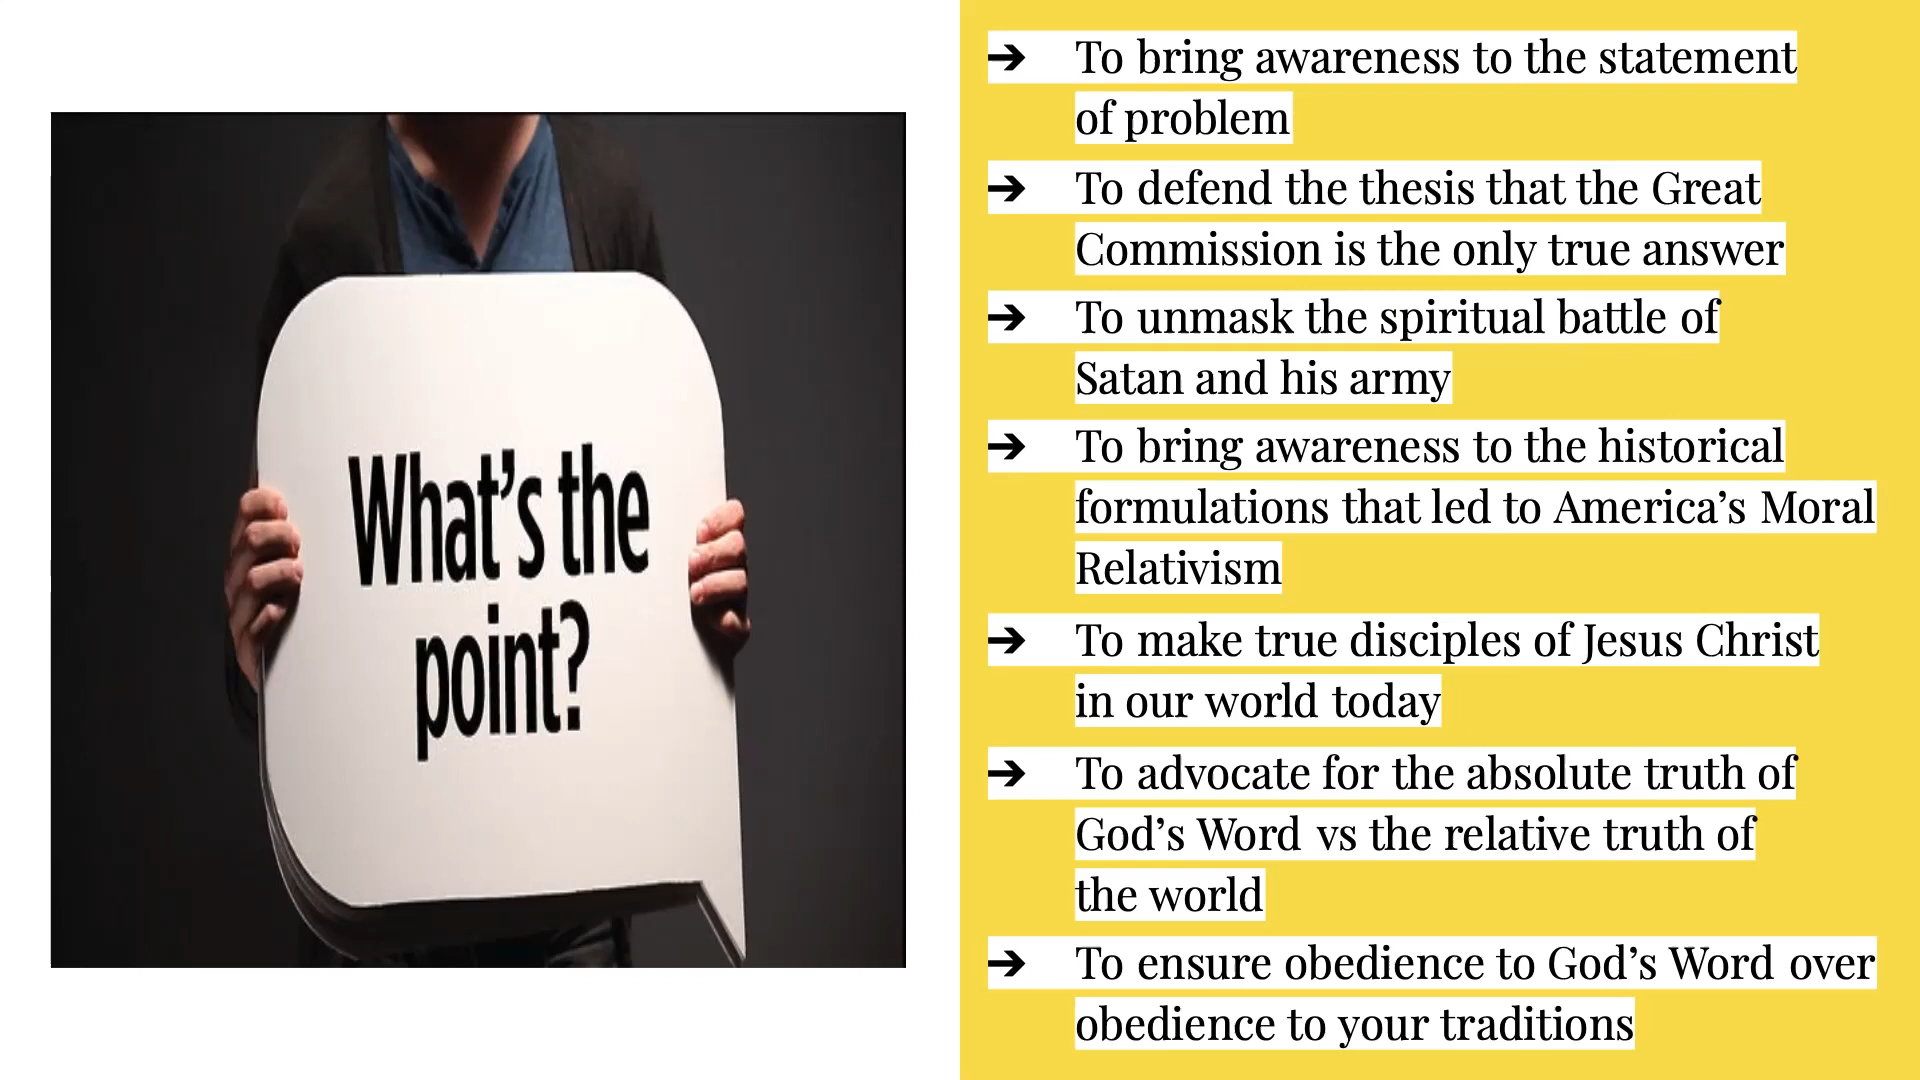 What's the
point?
➔ To bring awareness to the statement
of problem
➔ To defend the thesis that the Great
Commission is the only true answer
➔ To unmask the spiritual battle of
Satan and his army
➔ To bring awareness to the historical
formulations that led to America's Moral
Relativism
➔ To make true disciples of Jesus Christ
in our world today
➔ To advocate for the absolute truth of
God's Word vs the relative truth of
the world
➔ To ensure obedience to God's Word over
obedience to your traditions